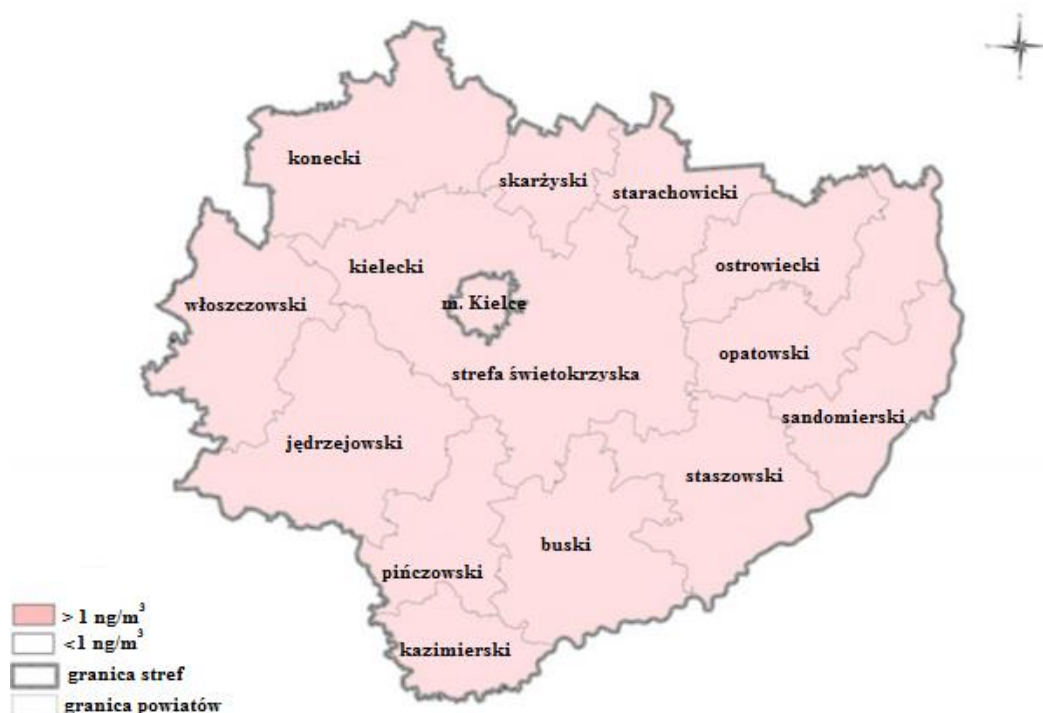 konecki
skarżyski
starachowicki
kielecki
ostrowiecki
m. Kielce
włoszczowski
opatowski
strefa świetokrzyska
sandomierski
jędrzejowski
staszowski
buski
pińczowski
kazimierski
> 1 ng/m³
<1 ng/m³
granica stref
granica powiatów